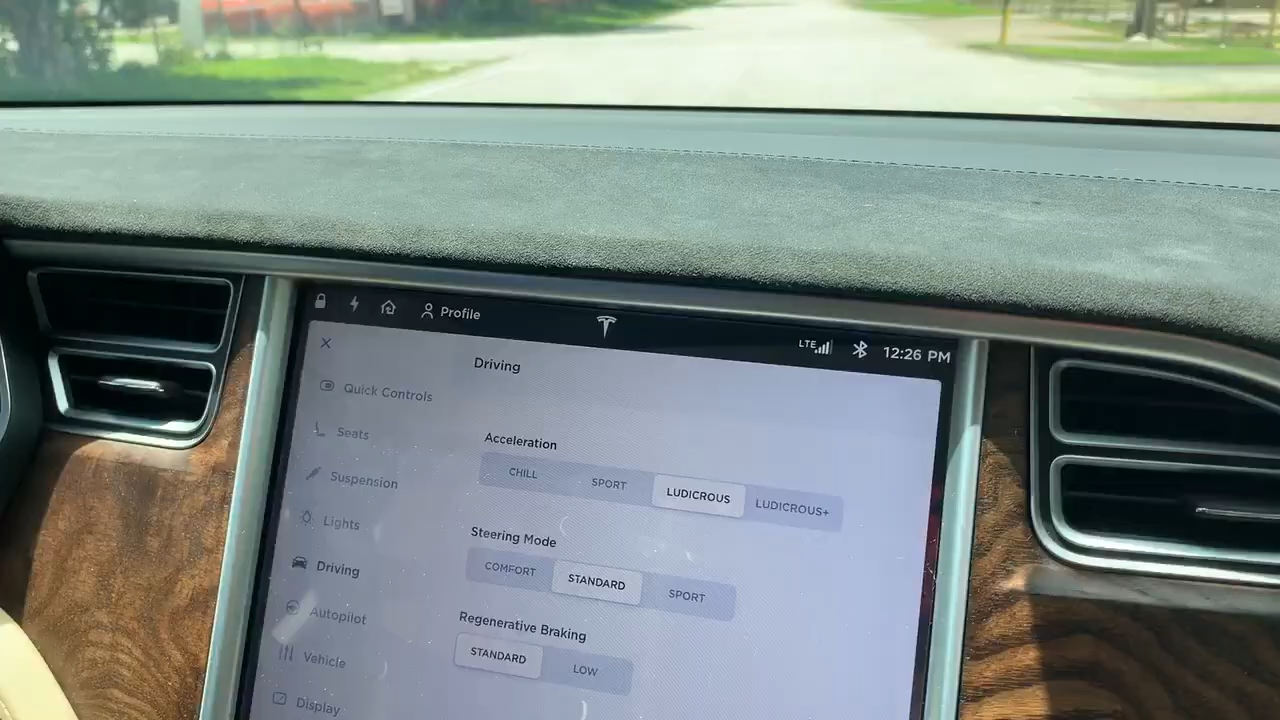 Profile
LTE
12:26 PM
Driving
Quick Controls
Seats
Suspension
Lights
Driving
Autopilot
Vehicle
Display
Acceleration
CHILL SPORT LUDICROUS LUDICROUS+
Steering Mode
COMFORT STANDARD SPORT
Regenerative Braking
STANDARD LOW